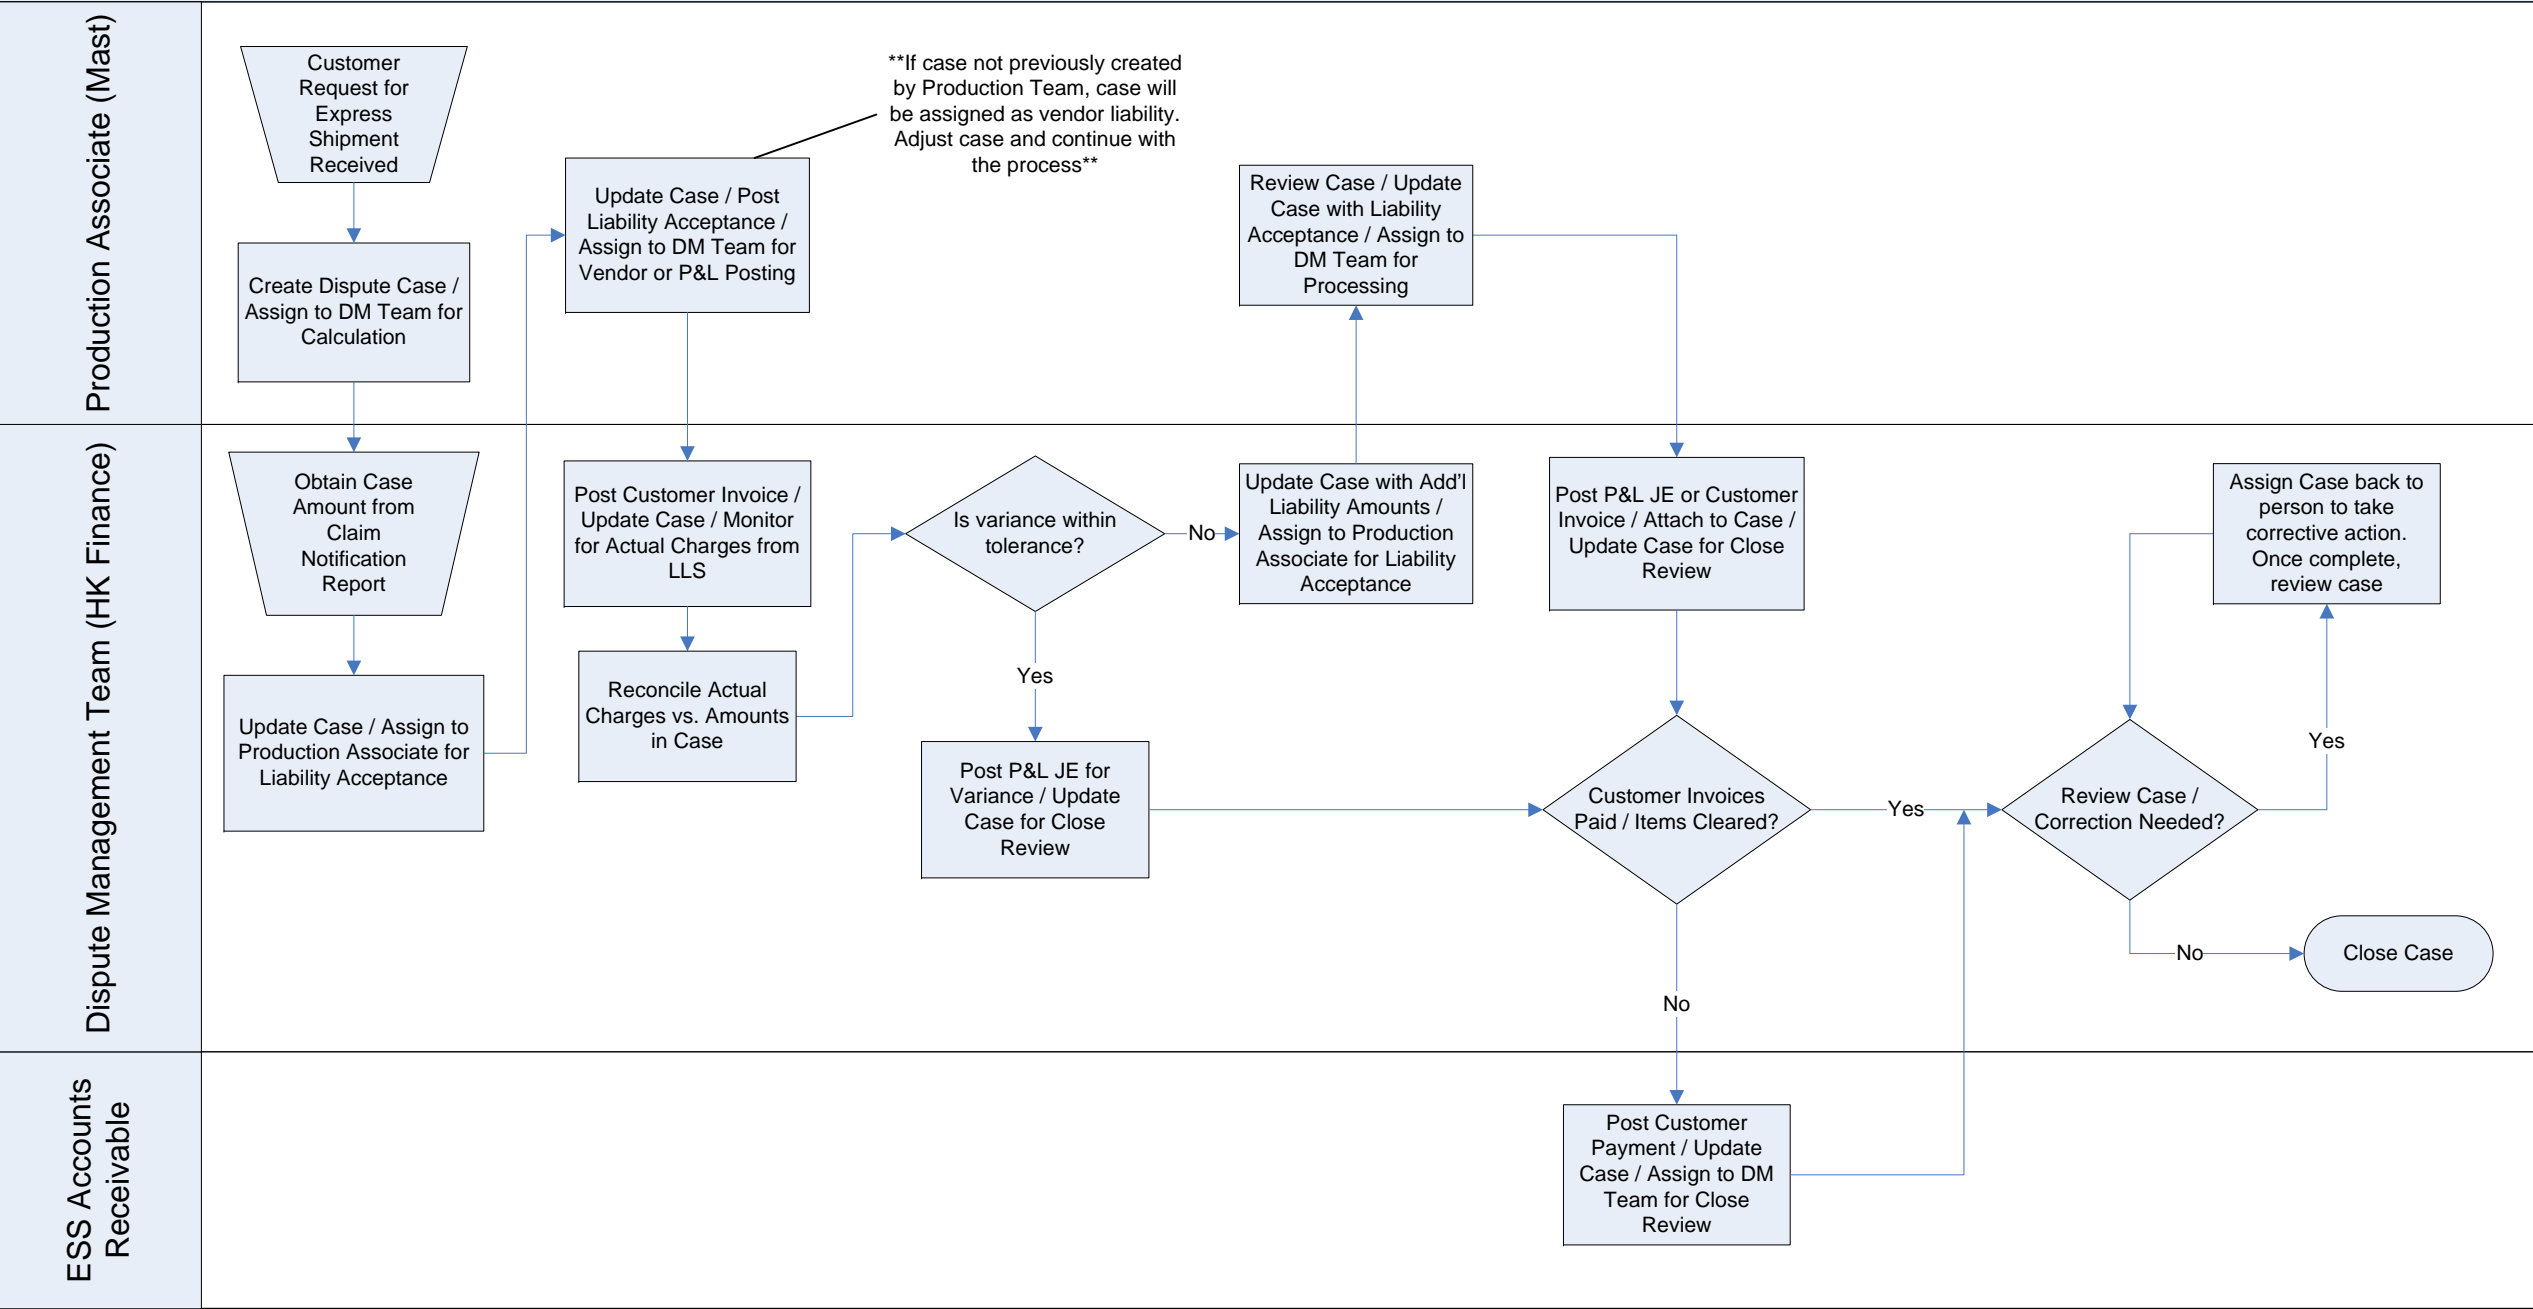 Production Associate (Mast)
Customer
Request for
Express
Shipment
Received
Create Dispute Case /
Assign to DM Team for
Calculation
Update Case / Post
Liability Acceptance /
Assign to DM Team for
Vendor or P&L Posting
**If case not previously created
by Production Team, case will
be assigned as vendor liability.
Adjust case and continue with
the process**
Review Case / Update
Case with Liability
Acceptance / Assign to
DM Team for
Processing
Dispute Management Team (HK Finance)
Obtain Case
Amount from
Claim
Notification
Report
Update Case / Assign to
Production Associate for
Liability Acceptance
Post Customer Invoice /
Update Case / Monitor
for Actual Charges from
LLS
Reconcile Actual
Charges vs. Amounts
in Case
Is variance within
tolerance?
No
Yes
Post P&L JE for
Variance / Update
Case for Close
Review
Update Case with Add'l
Liability Amounts /
Assign to Production
Associate for Liability
Acceptance
Post P&L JE or Customer
Invoice / Attach to Case /
Update Case for Close
Review
Customer Invoices
Paid / Items Cleared?
Yes
No
Review Case /
Correction Needed?
Yes
No
Assign Case back to
person to take
corrective action.
Once complete,
review case
Close Case
ESS Accounts
Receivable
Post Customer
Payment / Update
Case / Assign to DM
Team for Close
Review